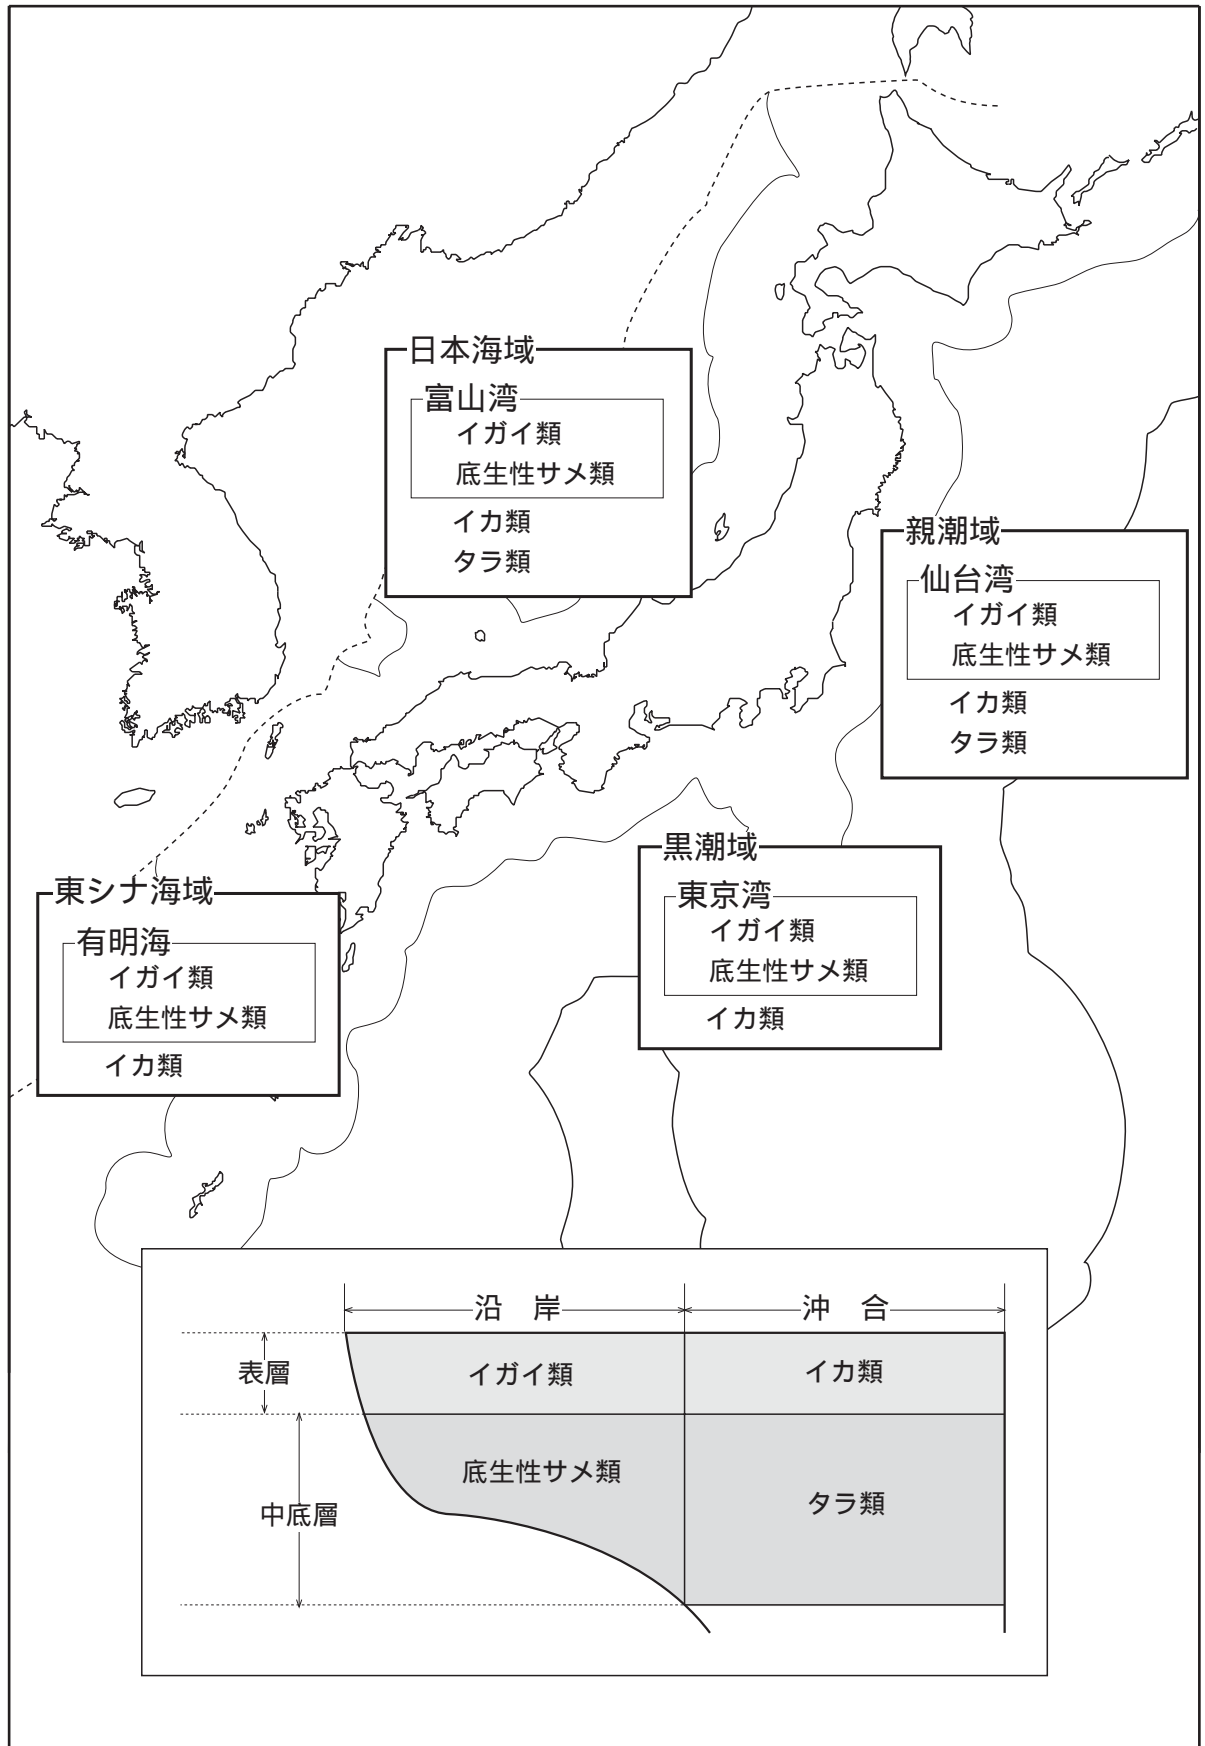 日本海域
富山湾
イガイ類
底生性サメ類
イカ類
タラ類
親潮域
仙台湾
イガイ類
底生性サメ類
イカ類
タラ類
黒潮域
東京湾
イガイ類
底生性サメ類
イカ類
東シナ海域
有明海
イガイ類
底生性サメ類
イカ類
沿 岸
沖 合
表層
イガイ類
イカ類
底生性サメ類
タラ類
中底層